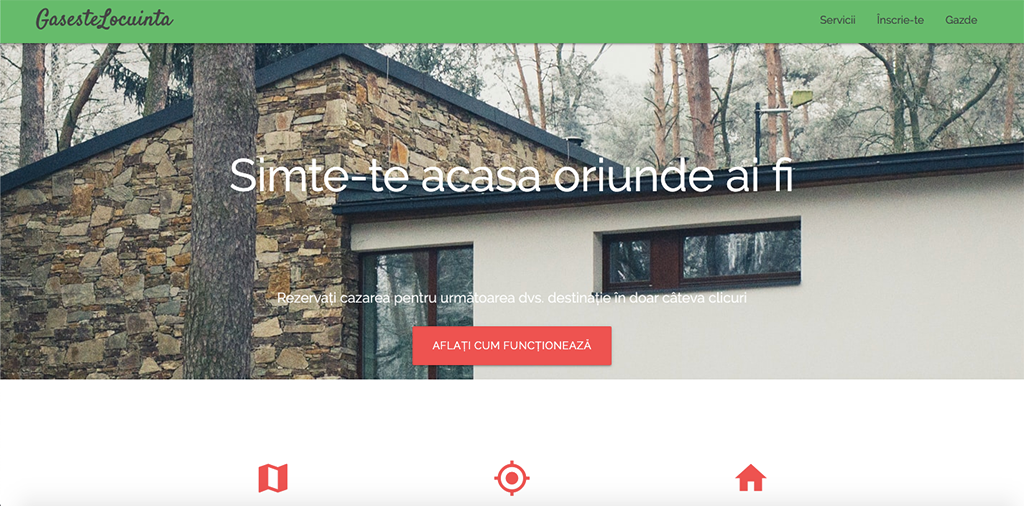 GasesteLocuinta
Servicii Înscrie-te Gazde
Simte-te acasa oriunde ai fi
Rezervați cazarea pentru următoarea dvs. destinație în doar câteva clicuri
AFLAȚI CUM FUNCȚIONEAZĂ